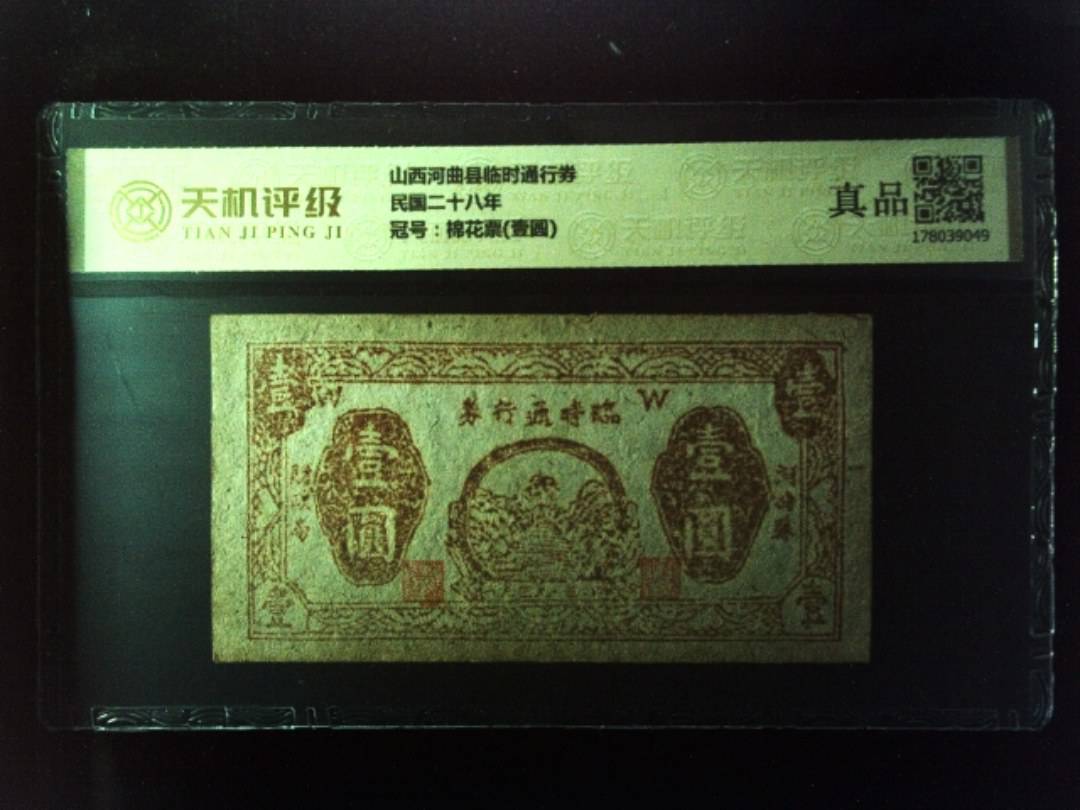 天机评级
TIAN JI PING JI
山西河曲县临时通行券
民国二十八年
冠号：棉花票(壹圆)
真品
178039049
壹
壹
W
W
券行通時臨
壹圓
壹圓
河曲縣
壹
壹